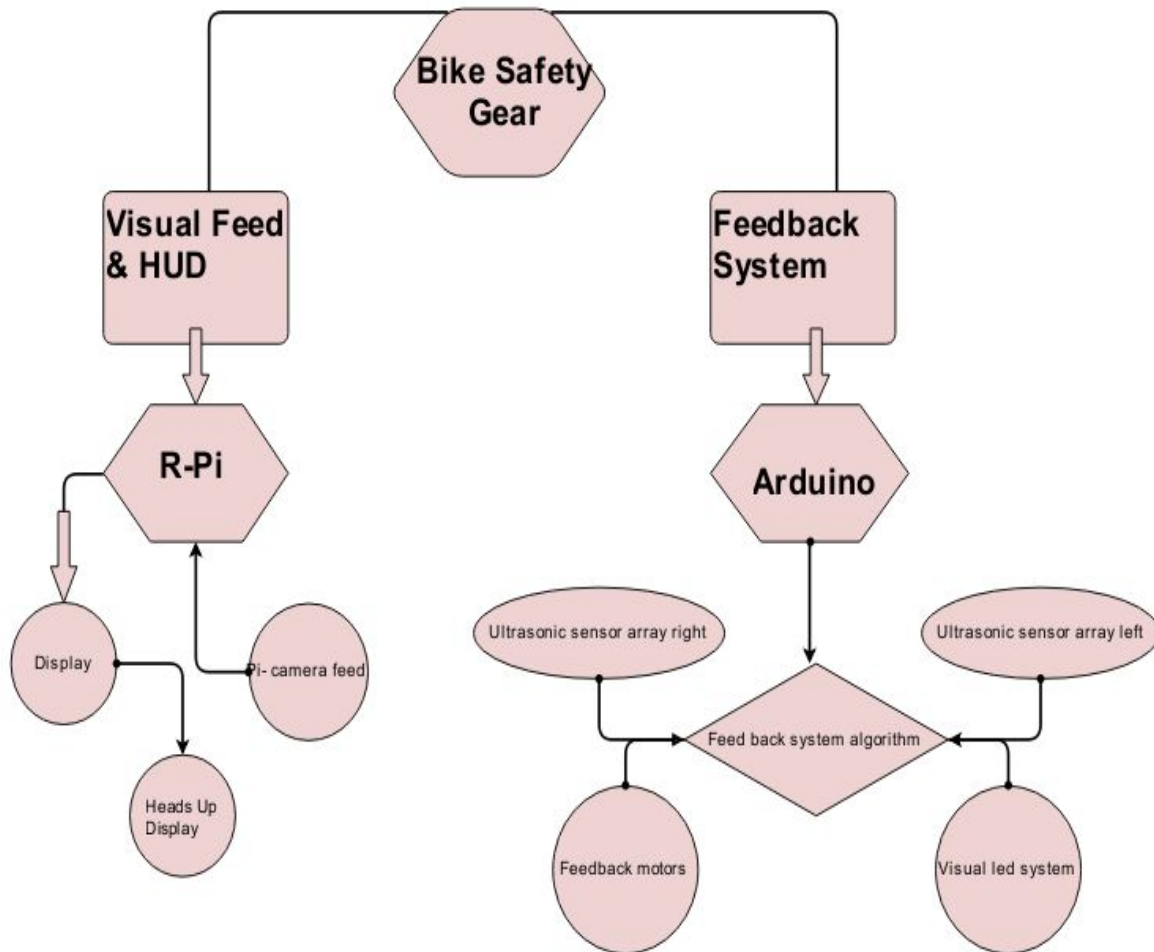 Bike Safety
Gear
Visual Feed
& HUD
Feedback
System
R-Pi
Arduino
Ultrasonic sensor array right
Ultrasonic sensor array left
Display
Pi- camera feed
Feed back system algorithm
Heads Up
Display
Feedback motors
Visual led system